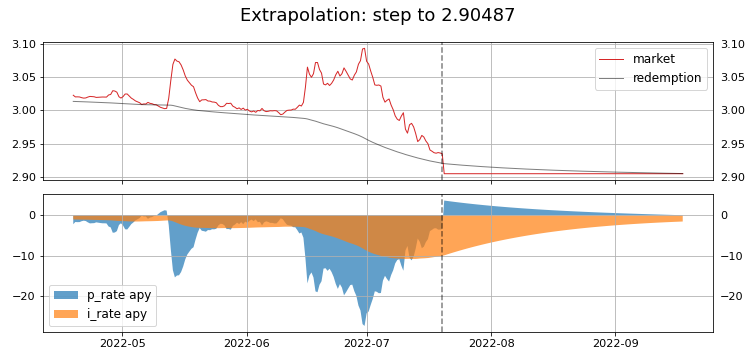 Extrapolation: step to 2.90487
3.10 3.10
market
3.05 3.05
redemption
3.00 3.00
2.95 2.95
2.90 2.90
0 0
−10 −10
p_rate apy
−20 −20
i_rate apy
2022-05 2022-06 2022-07 2022-08 2022-09